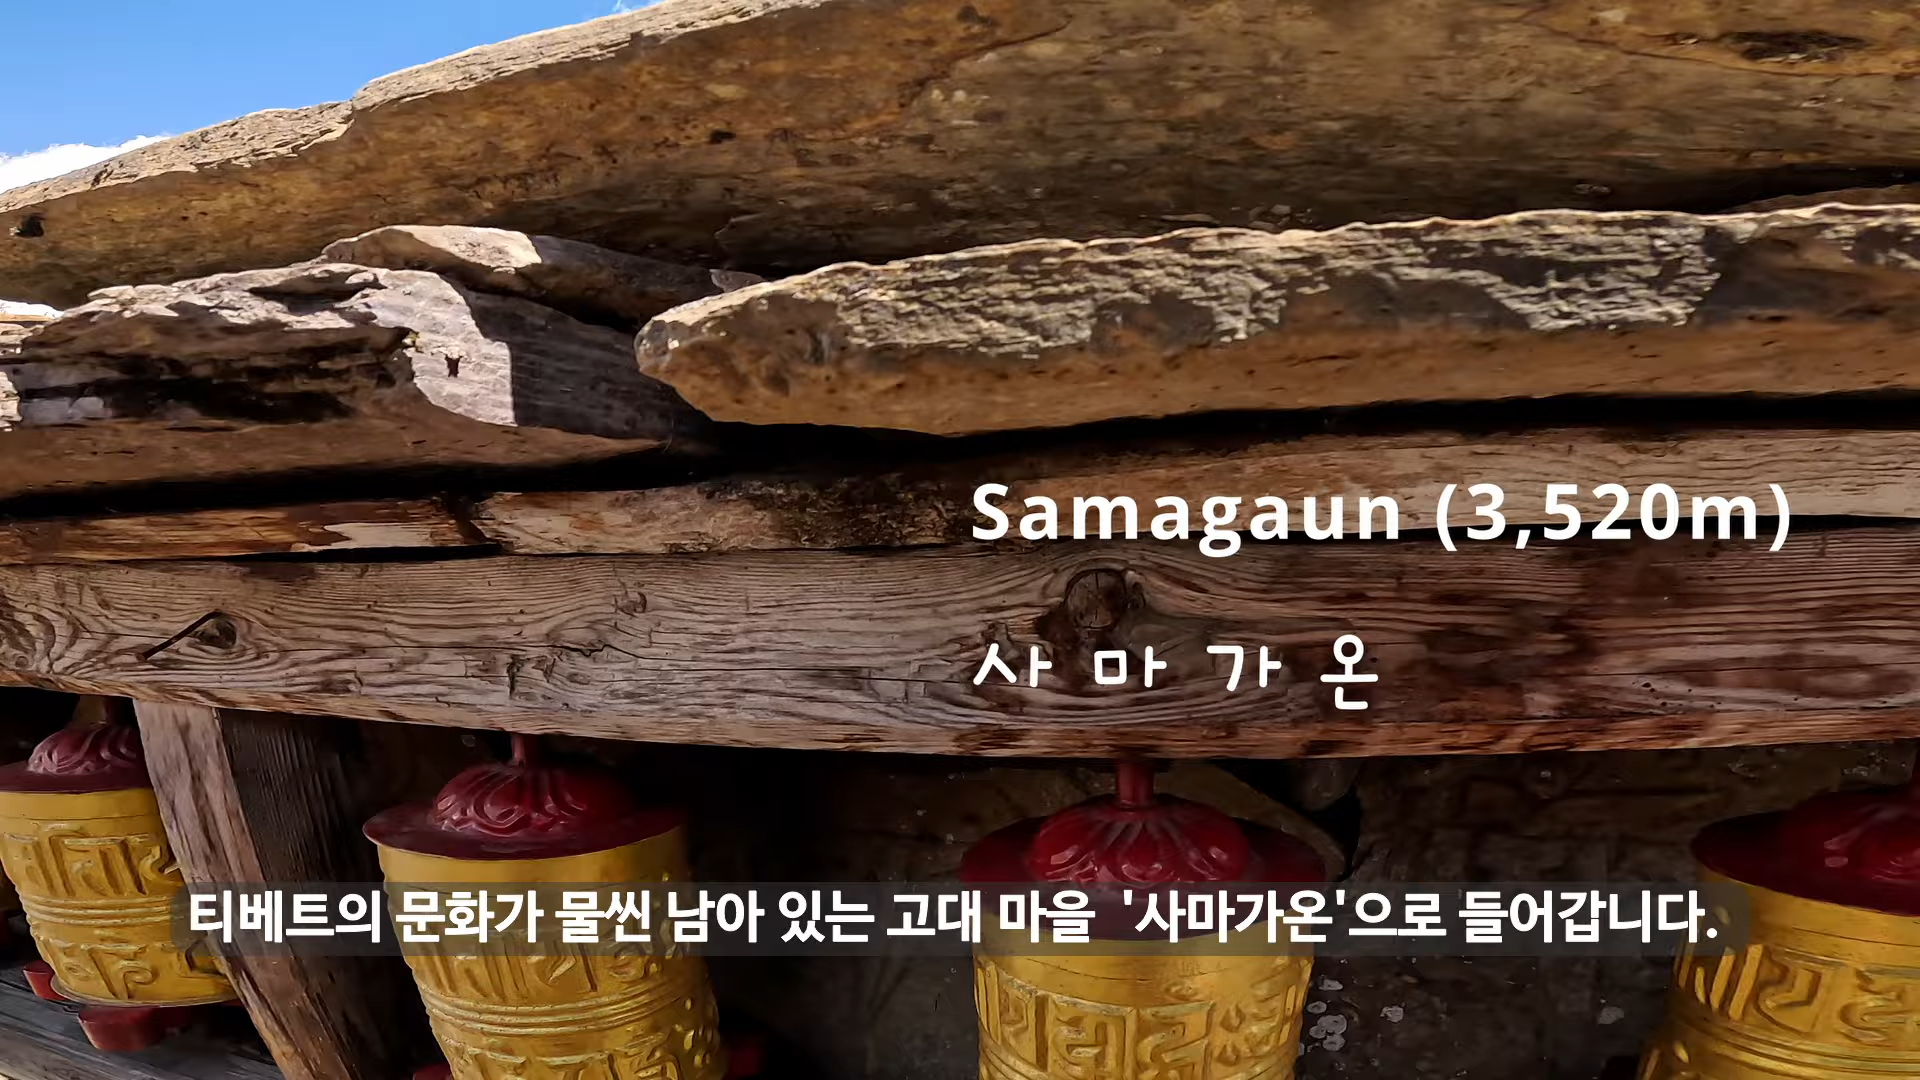 Samagaun (3,520m)
사마가온
티베트의 문화가 물씬 남아 있는 고대 마을 '사마가온'으로 들어갑니다.